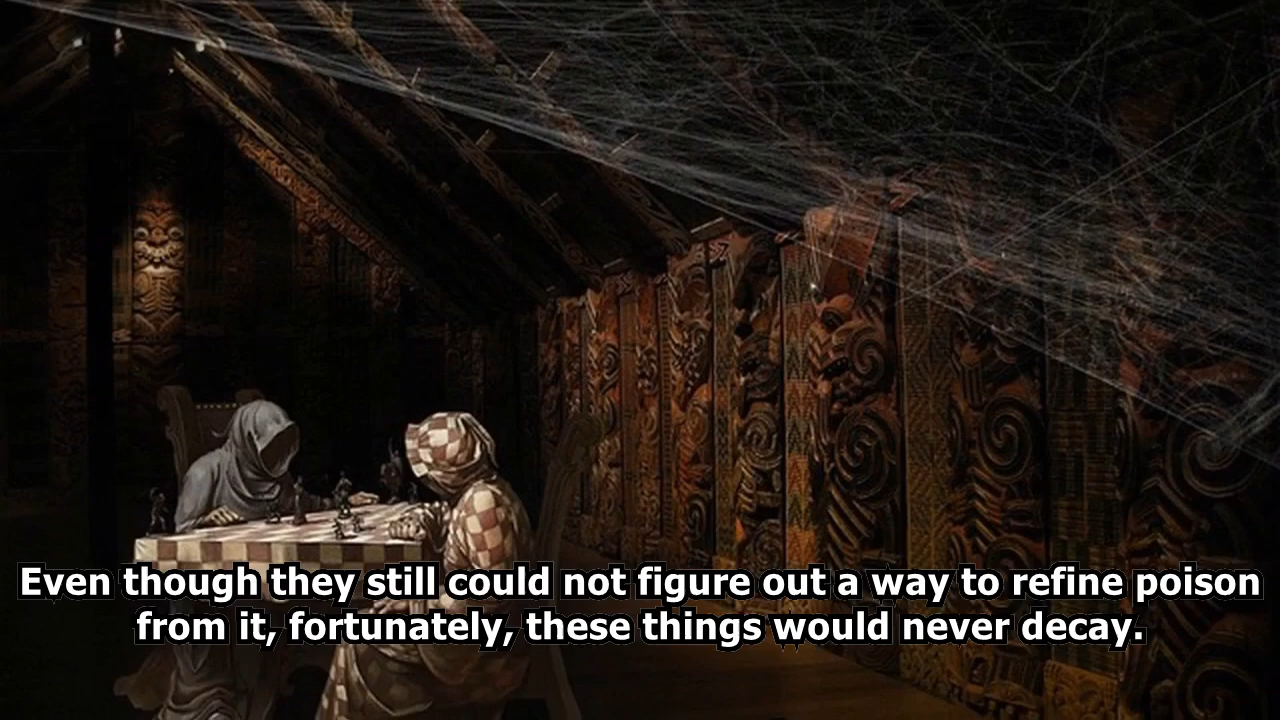 Even though they still could not figure out a way to refine poison
from it, fortunately, these things would never decay.